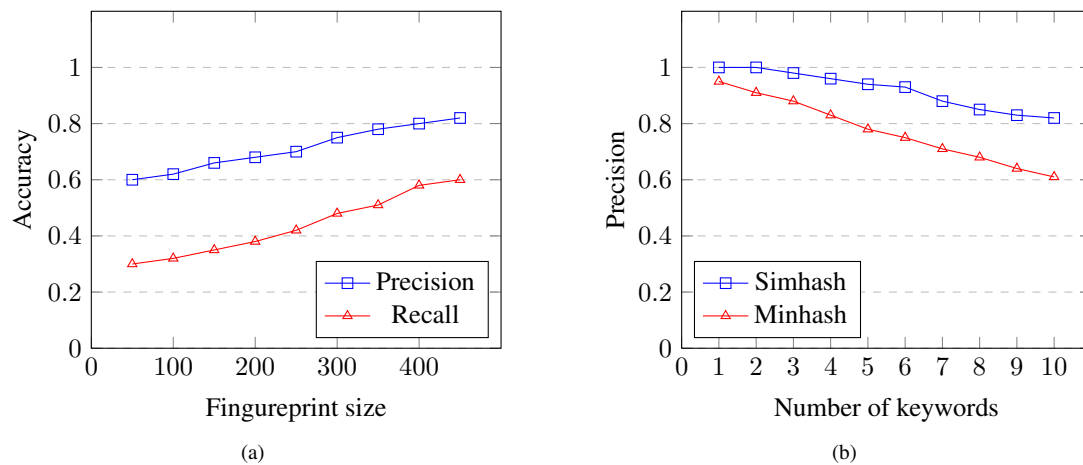 1
0.8
0.6
0.4
0.2
0
Accuracy
Precision
Recall
0 100 200 300 400
Fingureprint size
(a)
1
0.8
0.6
0.4
0.2
0
Precision
Simhash
Minhash
0 1 2 3 4 5 6 7 8 9 10
Number of keywords
(b)